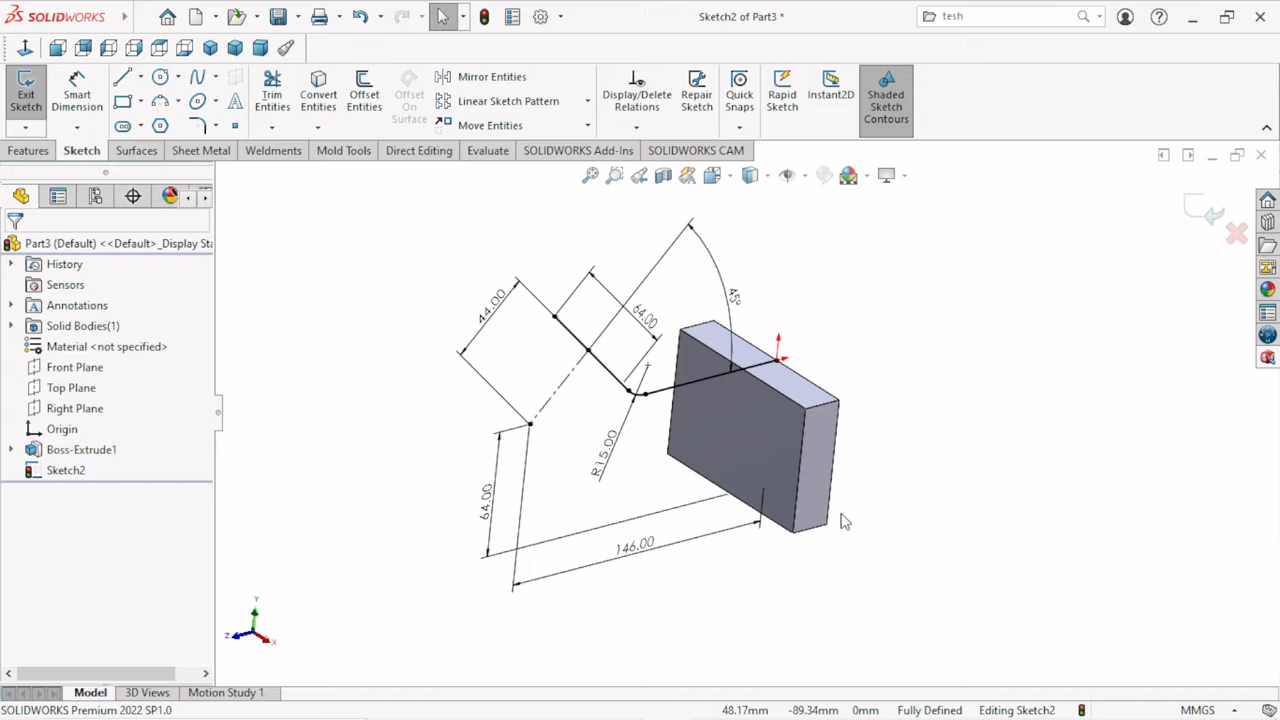 SOLIDWORKS
Sketch2 of Part3 *
tesh
Exit Sketch
Smart Dimension
Trim Entities
Convert Entities
Offset Entities
Offset On Surface
Mirror Entities
Linear Sketch Pattern
Move Entities
Display/Delete Relations
Repair Sketch
Quick Snaps
Rapid Sketch
Instant2D
Shaded Sketch Contours
Features
Sketch
Surfaces
Sheet Metal
Weldments
Mold Tools
Direct Editing
Evaluate
SOLIDWORKS Add-Ins
SOLIDWORKS CAM
Part3 (Default) <<Default>_Display Sta
History
Sensors
Annotations
Solid Bodies(1)
Material <not specified>
Front Plane
Top Plane
Right Plane
Origin
Boss-Extrude1
Sketch2
44.00
64.00
45°
R15.00
64.00
146.00
Y
Z
X
Model
3D Views
Motion Study 1
SOLIDWORKS Premium 2022 SP1.0
48.17mm
-89.34mm
0mm
Fully Defined
Editing Sketch2
MMGS